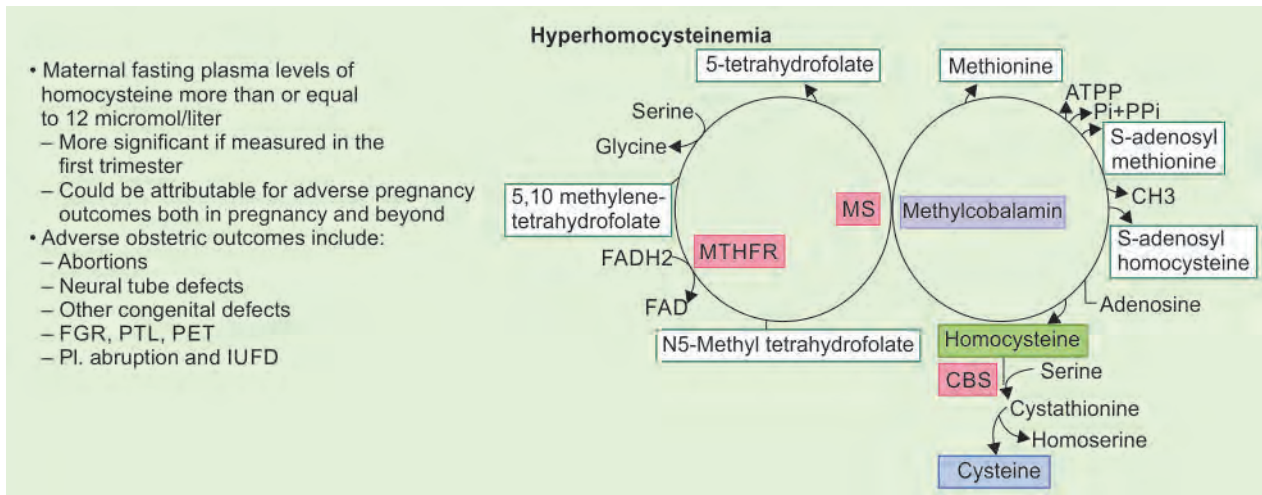 Hyperhomocysteinemia
• Maternal fasting plasma levels of
homocysteine more than or equal
to 12 micromol/liter
– More significant if measured in the
first trimester
– Could be attributable for adverse pregnancy
outcomes both in pregnancy and beyond
• Adverse obstetric outcomes include:
– Abortions
– Neural tube defects
– Other congenital defects
– FGR, PTL, PET
– Pl. abruption and IUFD
5-tetrahydrofolate
Serine
Glycine
5,10 methylene-
tetrahydrofolate
FADH2
MTHFR
FAD
N5-Methyl tetrahydrofolate
MS
Methylcobalamin
Methionine
ATPP
Pi+PPi
S-adenosyl
methionine
CH3
S-adenosyl
homocysteine
Adenosine
Homocysteine
CBS
Serine
Cystathionine
Homoserine
Cysteine